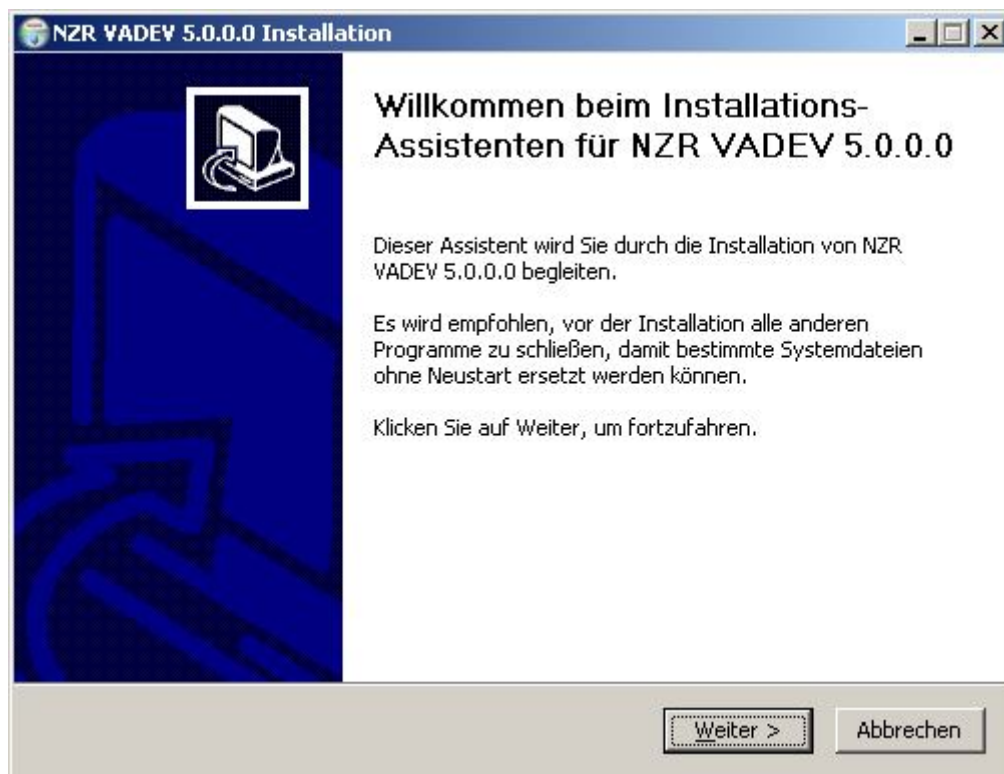 NZR VADEV 5.0.0.0 Installation
Willkommen beim Installations-
Assistenten für NZR VADEV 5.0.0.0
Dieser Assistent wird Sie durch die Installation von NZR
VADEV 5.0.0.0 begleiten.
Es wird empfohlen, vor der Installation alle anderen
Programme zu schließen, damit bestimmte Systemdateien
ohne Neustart ersetzt werden können.
Klicken Sie auf Weiter, um fortzufahren.
Weiter >
Abbrechen